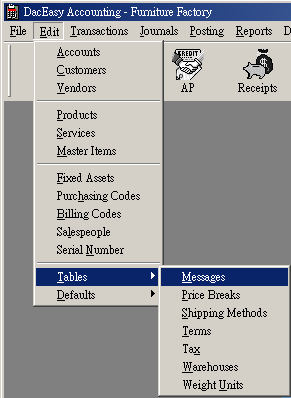 DacEasy Accounting - Furniture Factory
File Edit Transactions Journals Posting Reports D
Accounts
Customers
Vendors
CREDIT
AP
Receipts
Products
Services
Master Items
Fixed Assets
Purchasing Codes
Billing Codes
Salespeople
Serial Number
Tables
Defaults
Messages
Price Breaks
Shipping Methods
Terms
Tax
Warehouses
Weight Units